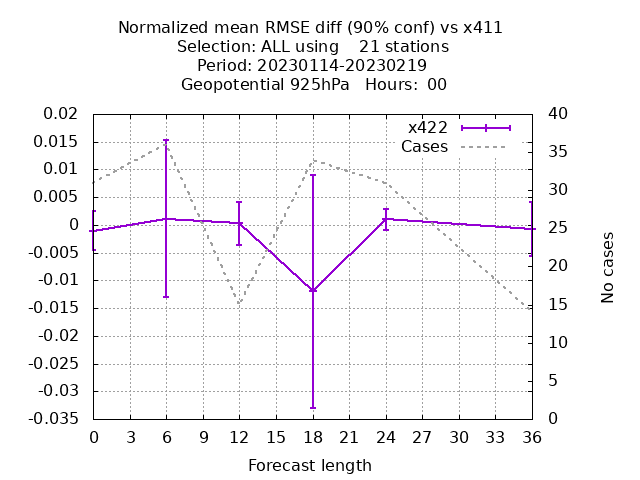 Normalized mean RMSE diff (90% conf) vs x411
Selection: ALL using    21 stations
Period: 20230114-20230219
Geopotential 925hPa   Hours:  00
x422
Cases
0.02
0.015
0.01
0.005
0
-0.005
-0.01
-0.015
-0.02
-0.025
-0.03
-0.035
40
35
30
25
20
15
10
5
0
No cases
0 3 6 9 12 15 18 21 24 27 30 33 36
Forecast length